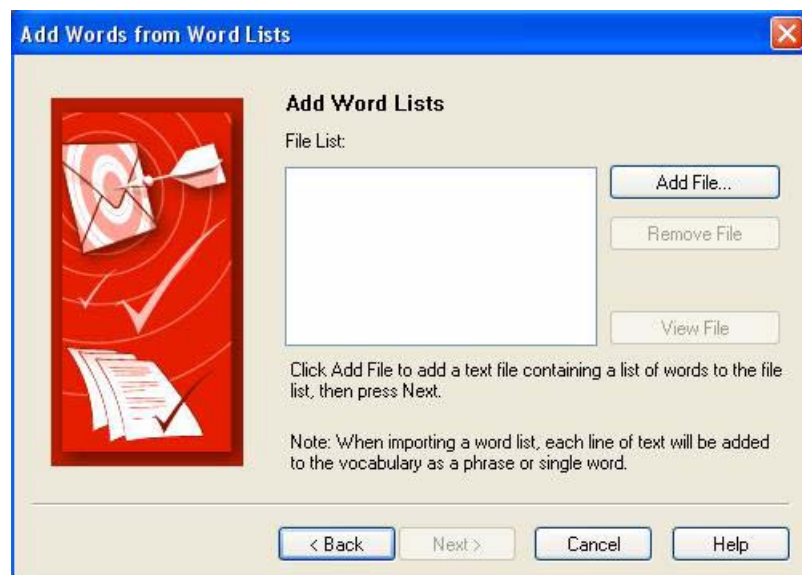 Add Words from Word Lists
Add Word Lists
File List:
Add File...
Remove File
View File
Click Add File to add a text file containing a list of words to the file
list, then press Next.
Note: When importing a word list, each line of text will be added
to the vocabulary as a phrase or single word.
< Back
Next >
Cancel
Help